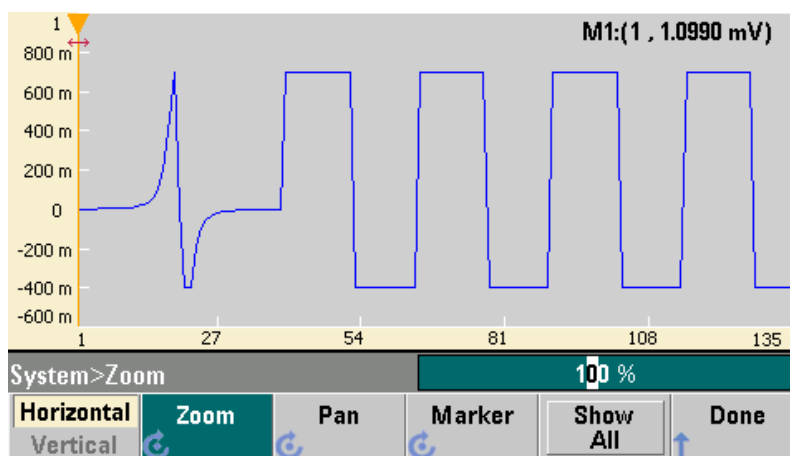 1
M1:(1 , 1.0990 mV)
800 m
600 m
400 m
200 m
0
-200 m
-400 m
-600 m
1 27 54 81 108 135
System>Zoom 100 %
Horizontal Zoom Pan Marker Show Done
Vertical All